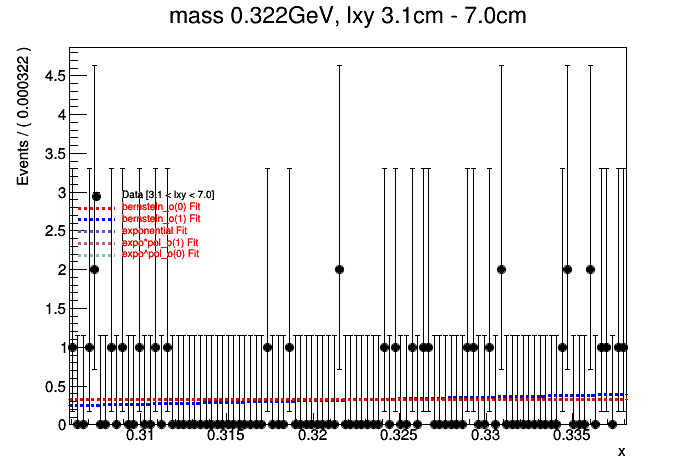 mass 0.322GeV, lxy 3.1cm - 7.0cm
Events / ( 0.000322 )
4.5
4
3.5
3
2.5
2
1.5
1
0.5
0
Data [3.1 < lxy < 7.0]
bernstein_o(0) Fit
bernstein_o(1) Fit
exponential Fit
expo*pol_o(1) Fit
expo^pol_o(0) Fit
0.31 0.315 0.32 0.325 0.33 0.335
x